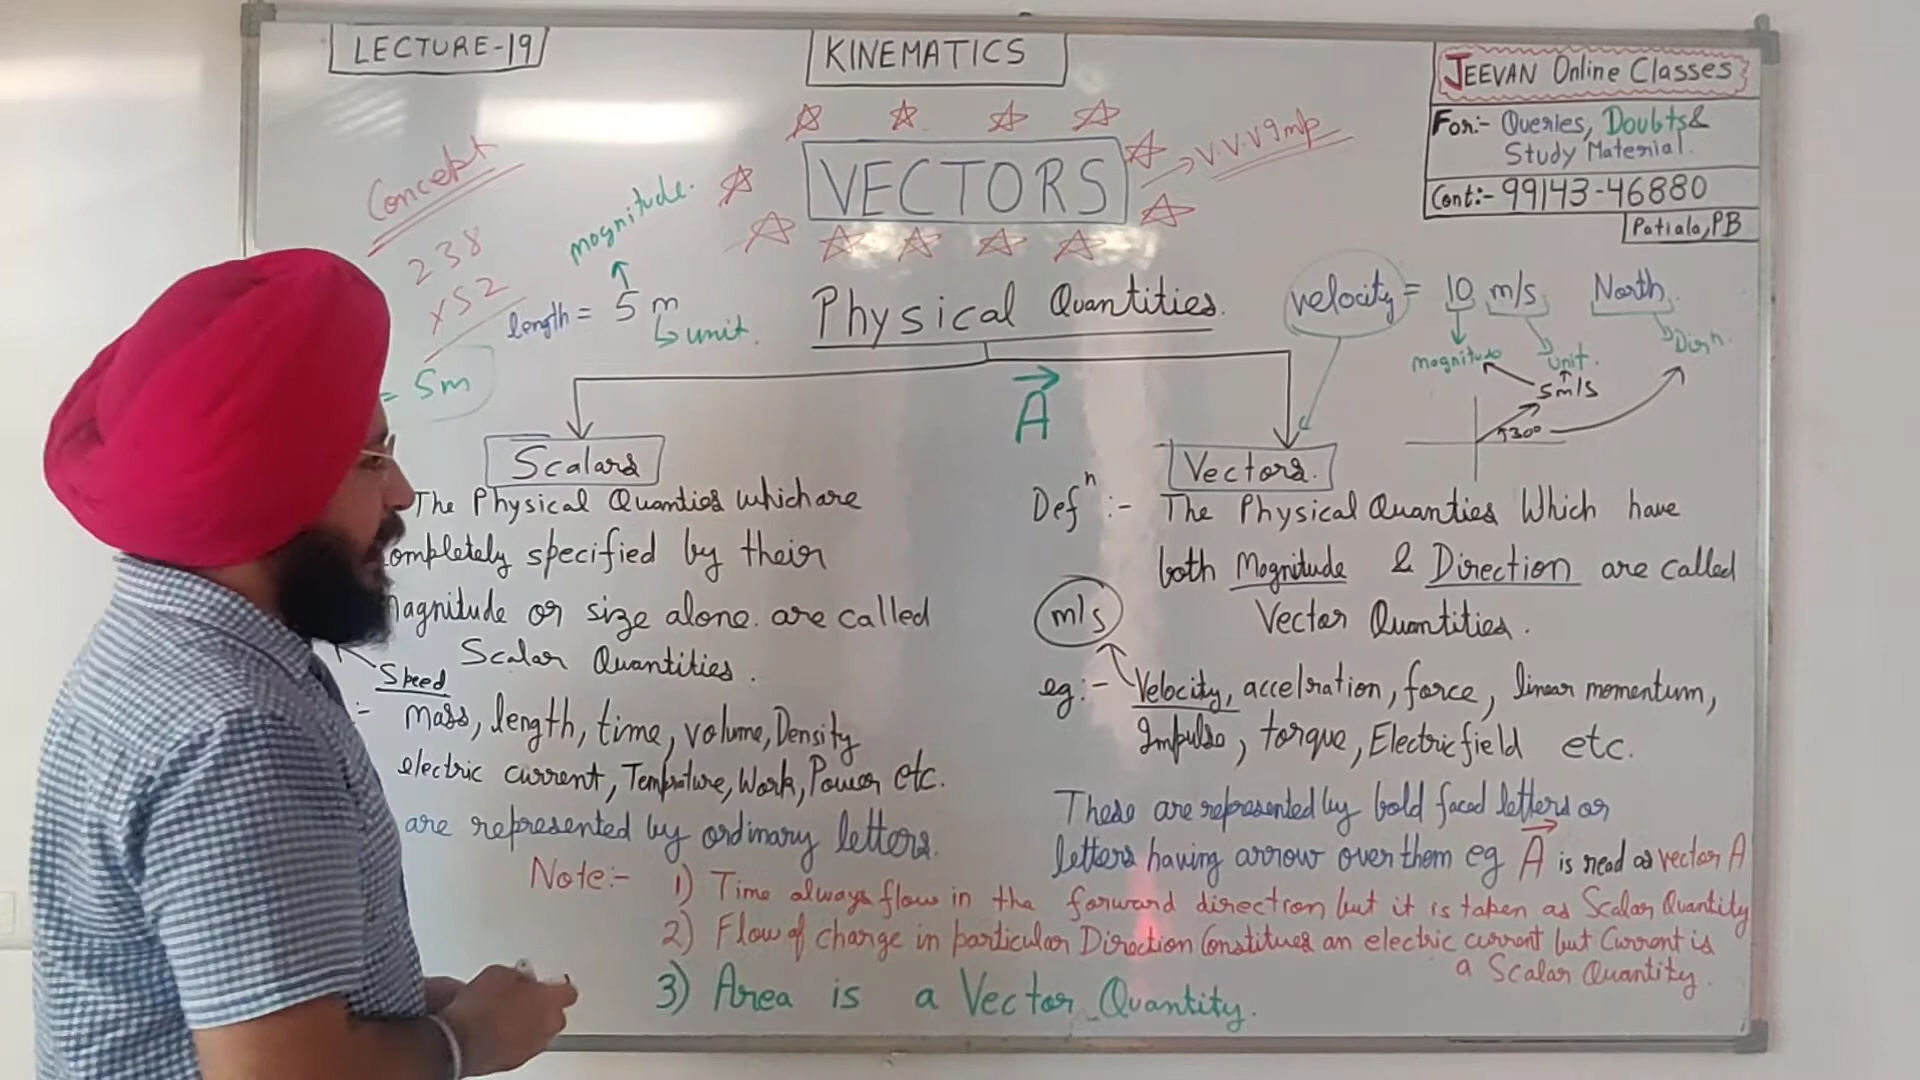 LECTURE-19
KINEMATICS
JEEVAN Online Classes
For:- Queries, Doubts &
Study Material.
Cont:- 99143-46880
Patiala, PB
Concept
238
x52
= 5m
magnitude.
length = 5 m
unit.
VECTORS
V.V.V Imp
Physical Quantities.
velocity = 10 m/s North
magnitude
Unit.
Dirn.
5m/s
30°
A
Scalars
The Physical Quanties which are
ompletely specified by their
agnitude or size alone. are called
Scalar Quantities.
Speed
:- Mass, length, time, volume, Density
electric current, Temprature, Work, Power etc.
are represented by ordinary letters.
Vectors.
Defn :- The Physical Quanties Which have
both Magnitude & Direction are called
Vector Quantities.
m/s
eg:- Velocity, accelration, force, linear momentum,
Impulse, torque, Electric field etc.
These are represented by bold faced letters or
letters having arrow over them eg A is read as vector A
Note:- 1) Time always flow in the forward direction but it is taken as Scalar Quantity
2) Flow of charge in particular Direction Constitues an electric current but Current is
a Scalar Quantity.
3) Area is a Vector Quantity.